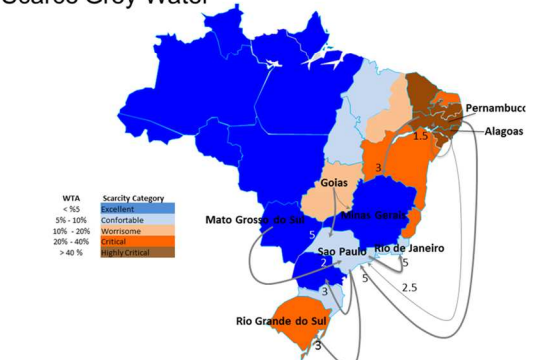 Scarce Grey Water
Pernambuco
Alagoas
1.5
3
Goias
WTA Scarcity Category
< %5 Excellent
5% - 10% Confortable
10% - 20% Worrisome
20% - 40% Critical
> 40 % Highly Critical
Mato Grosso do Sul
Minas Gerais
5
Sao Paulo
Rio de Janeiro
2
5
5
2.5
3
Rio Grande do Sul
3